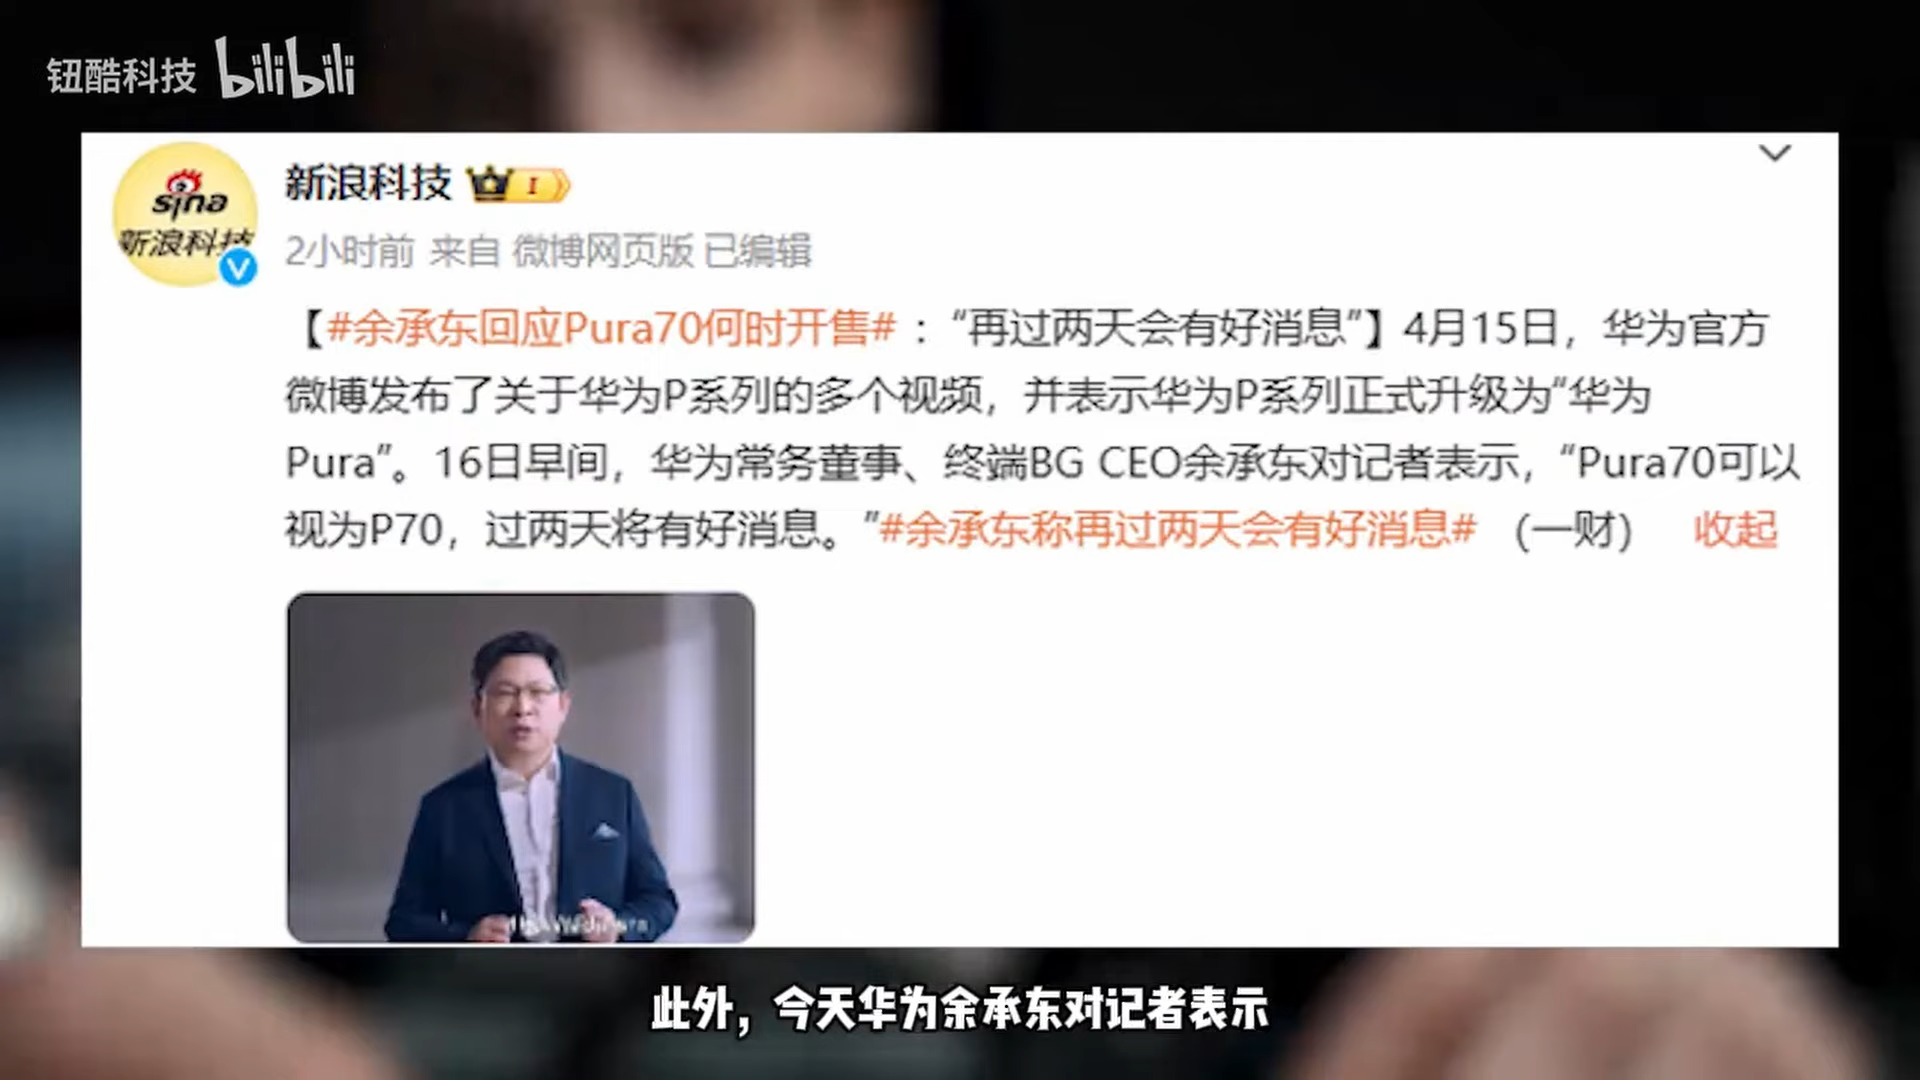 钮酷科技 bilibili
sina
新浪科技
新浪科技 I
2小时前 来自 微博网页版 已编辑
【#余承东回应Pura70何时开售#：“再过两天会有好消息”】4月15日，华为官方
微博发布了关于华为P系列的多个视频，并表示华为P系列正式升级为“华为
Pura”。16日早间，华为常务董事、终端BG CEO余承东对记者表示，“Pura70可以
视为P70，过两天将有好消息。”#余承东称再过两天会有好消息# （一财） 收起
此外，今天华为余承东对记者表示